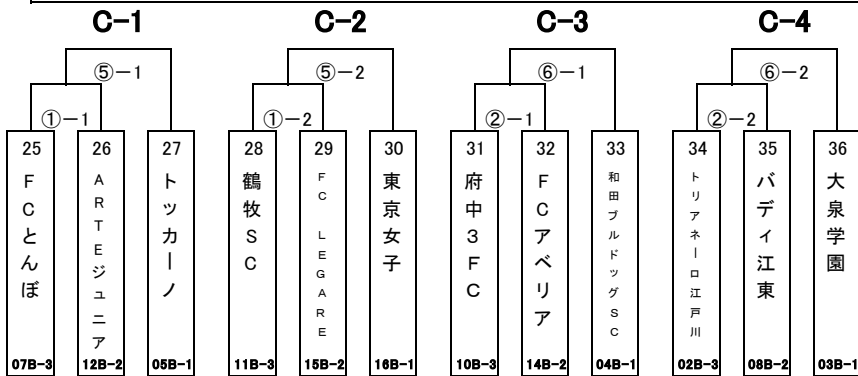 C-1 C-2 C-3 C-4
⑤-1 ⑤-2 ⑥-1 ⑥-2
①-1 ①-2 ②-1 ②-2
25 26 27 28 29 30 31 32 33 34 35 36
FCとんぼ
ARTEジュニア
トッカーノ
鶴牧SC
FC LEGARE
東京女子
府中3FC
FCアベリア
和田ブルドッグSC
トリアネーロ江戸川
バディ江東
大泉学園
07B-3 12B-2 05B-1 11B-3 15B-2 16B-1 10B-3 14B-2 04B-1 02B-3 08B-2 03B-1